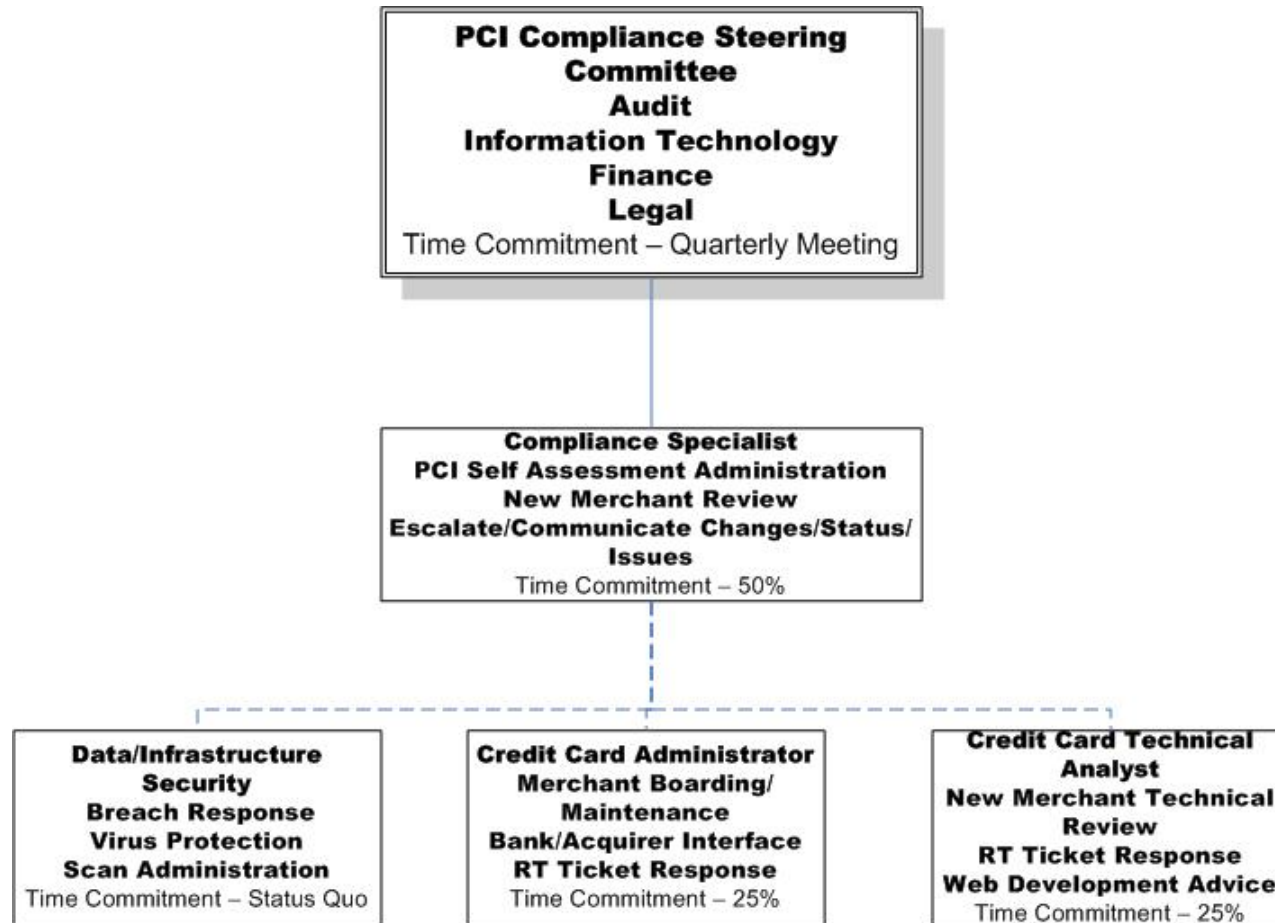 PCI Compliance Steering
Committee
Audit
Information Technology
Finance
Legal
Time Commitment – Quarterly Meeting
Compliance Specialist
PCI Self Assessment Administration
New Merchant Review
Escalate/Communicate Changes/Status/
Issues
Time Commitment – 50%
Data/Infrastructure
Security
Breach Response
Virus Protection
Scan Administration
Time Commitment – Status Quo
Credit Card Administrator
Merchant Boarding/
Maintenance
Bank/Acquirer Interface
RT Ticket Response
Time Commitment – 25%
Credit Card Technical
Analyst
New Merchant Technical
Review
RT Ticket Response
Web Development Advice
Time Commitment – 25%